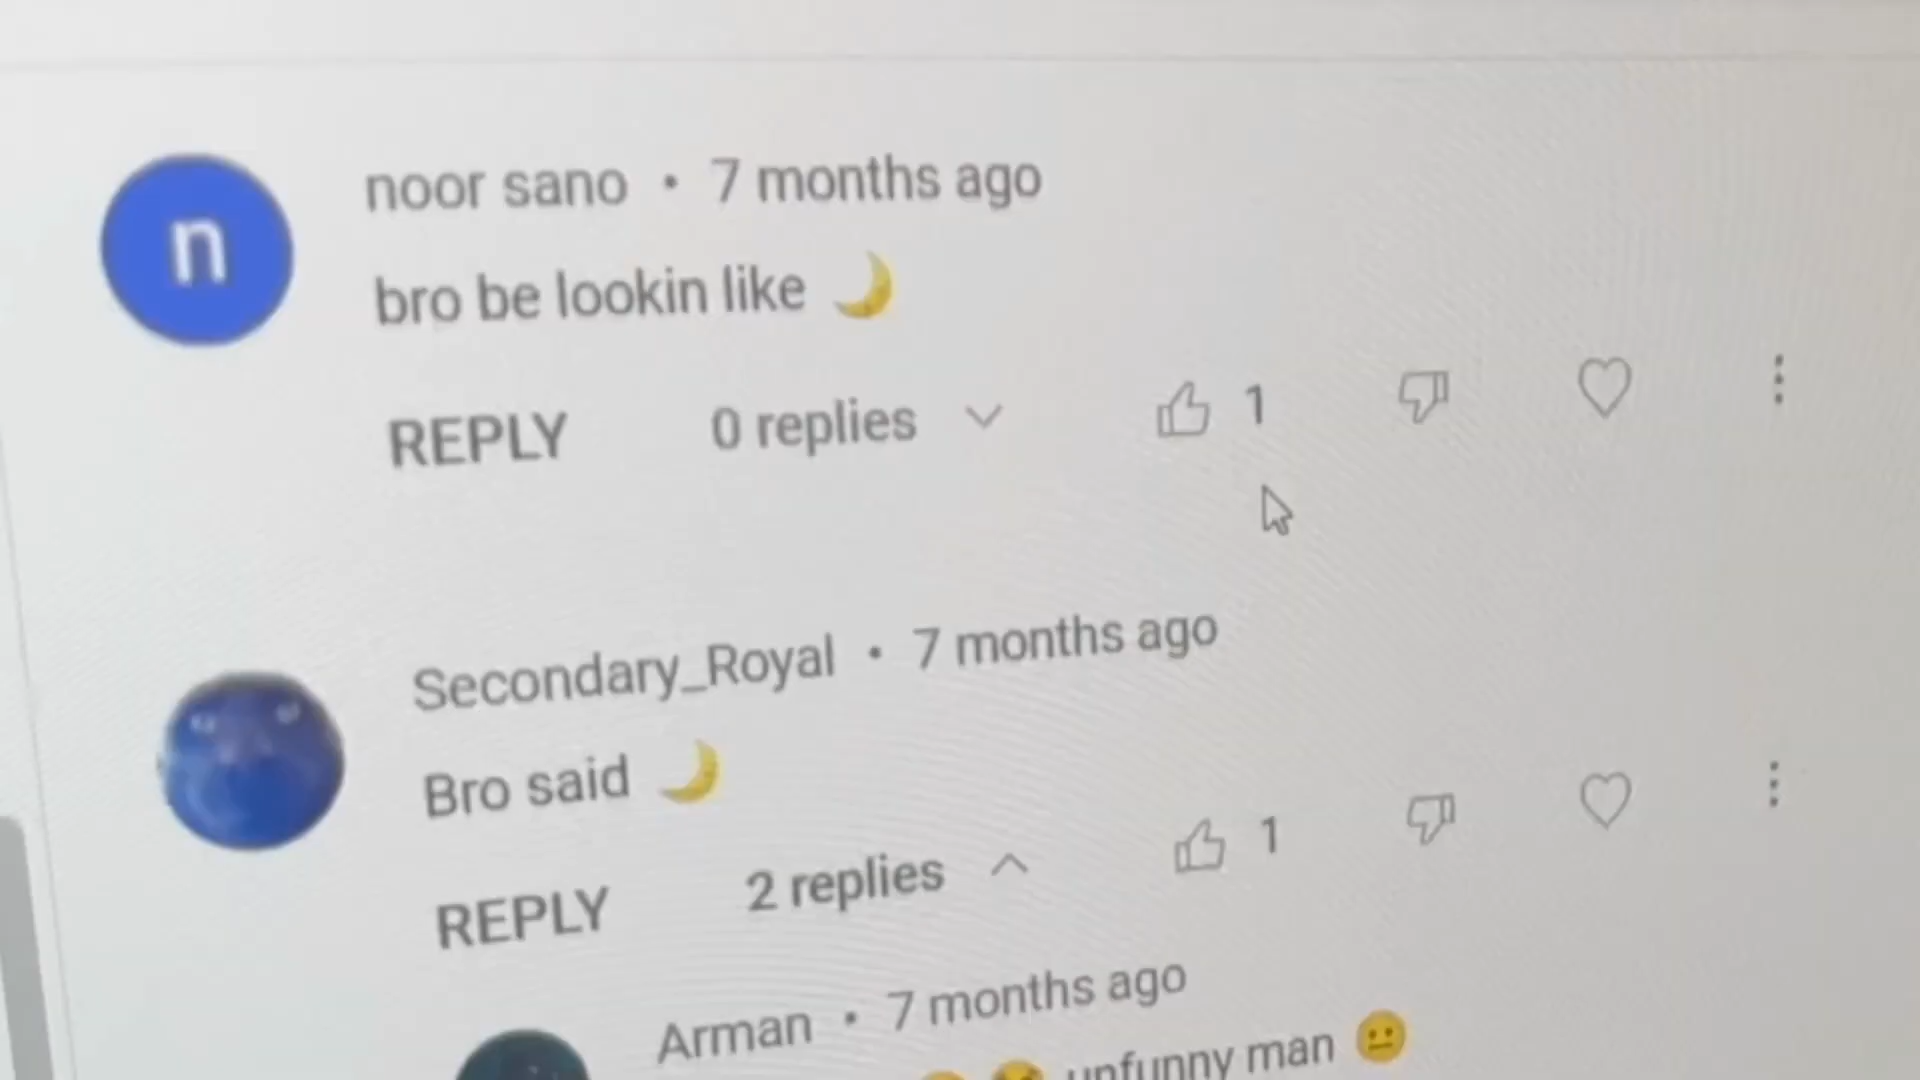 n
noor sano • 7 months ago
bro be lookin like 🌙
REPLY 0 replies 1
Secondary_Royal • 7 months ago
Bro said 🌙
REPLY 2 replies 1
Arman • 7 months ago
unfunny man 😐